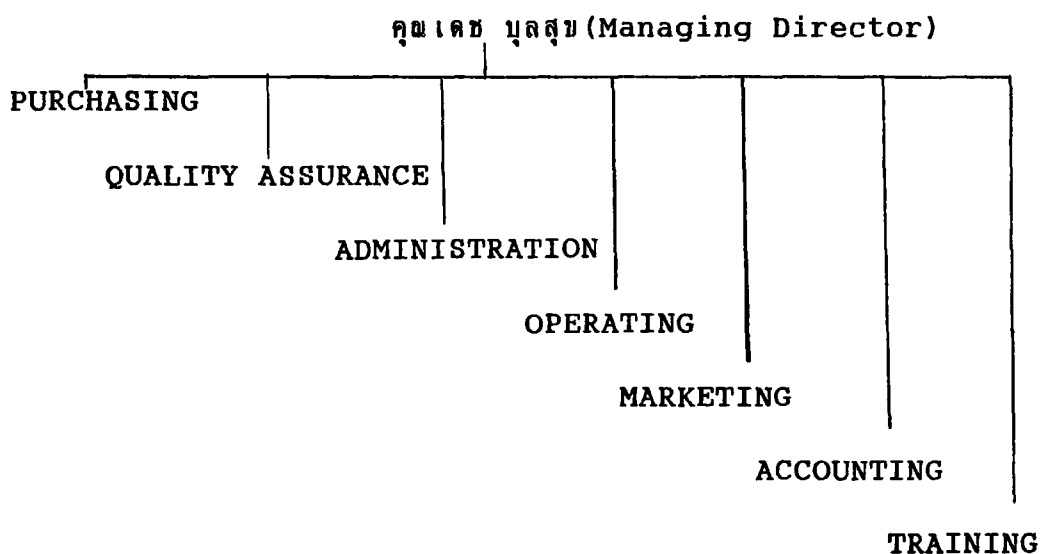 คุณเดช บุลสุข(Managing Director)
PURCHASING
QUALITY ASSURANCE
ADMINISTRATION
OPERATING
MARKETING
ACCOUNTING
TRAINING